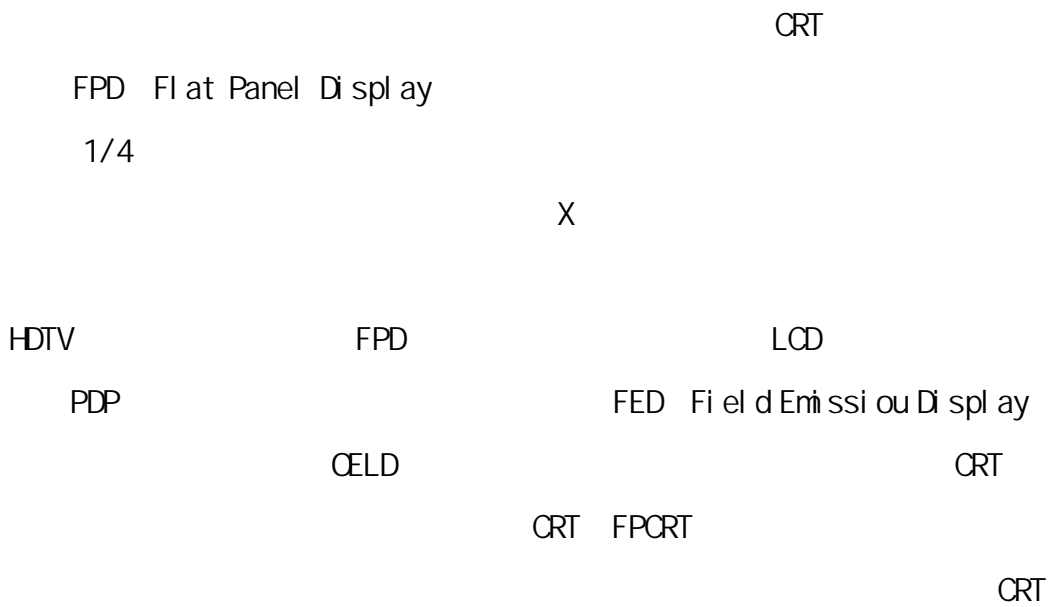 CRT
FPD Flat Panel Display
1/4
X
HDTV FPD LCD
PDP FED Field Emissiou Display
OELD CRT
CRT FPCRT
CRT